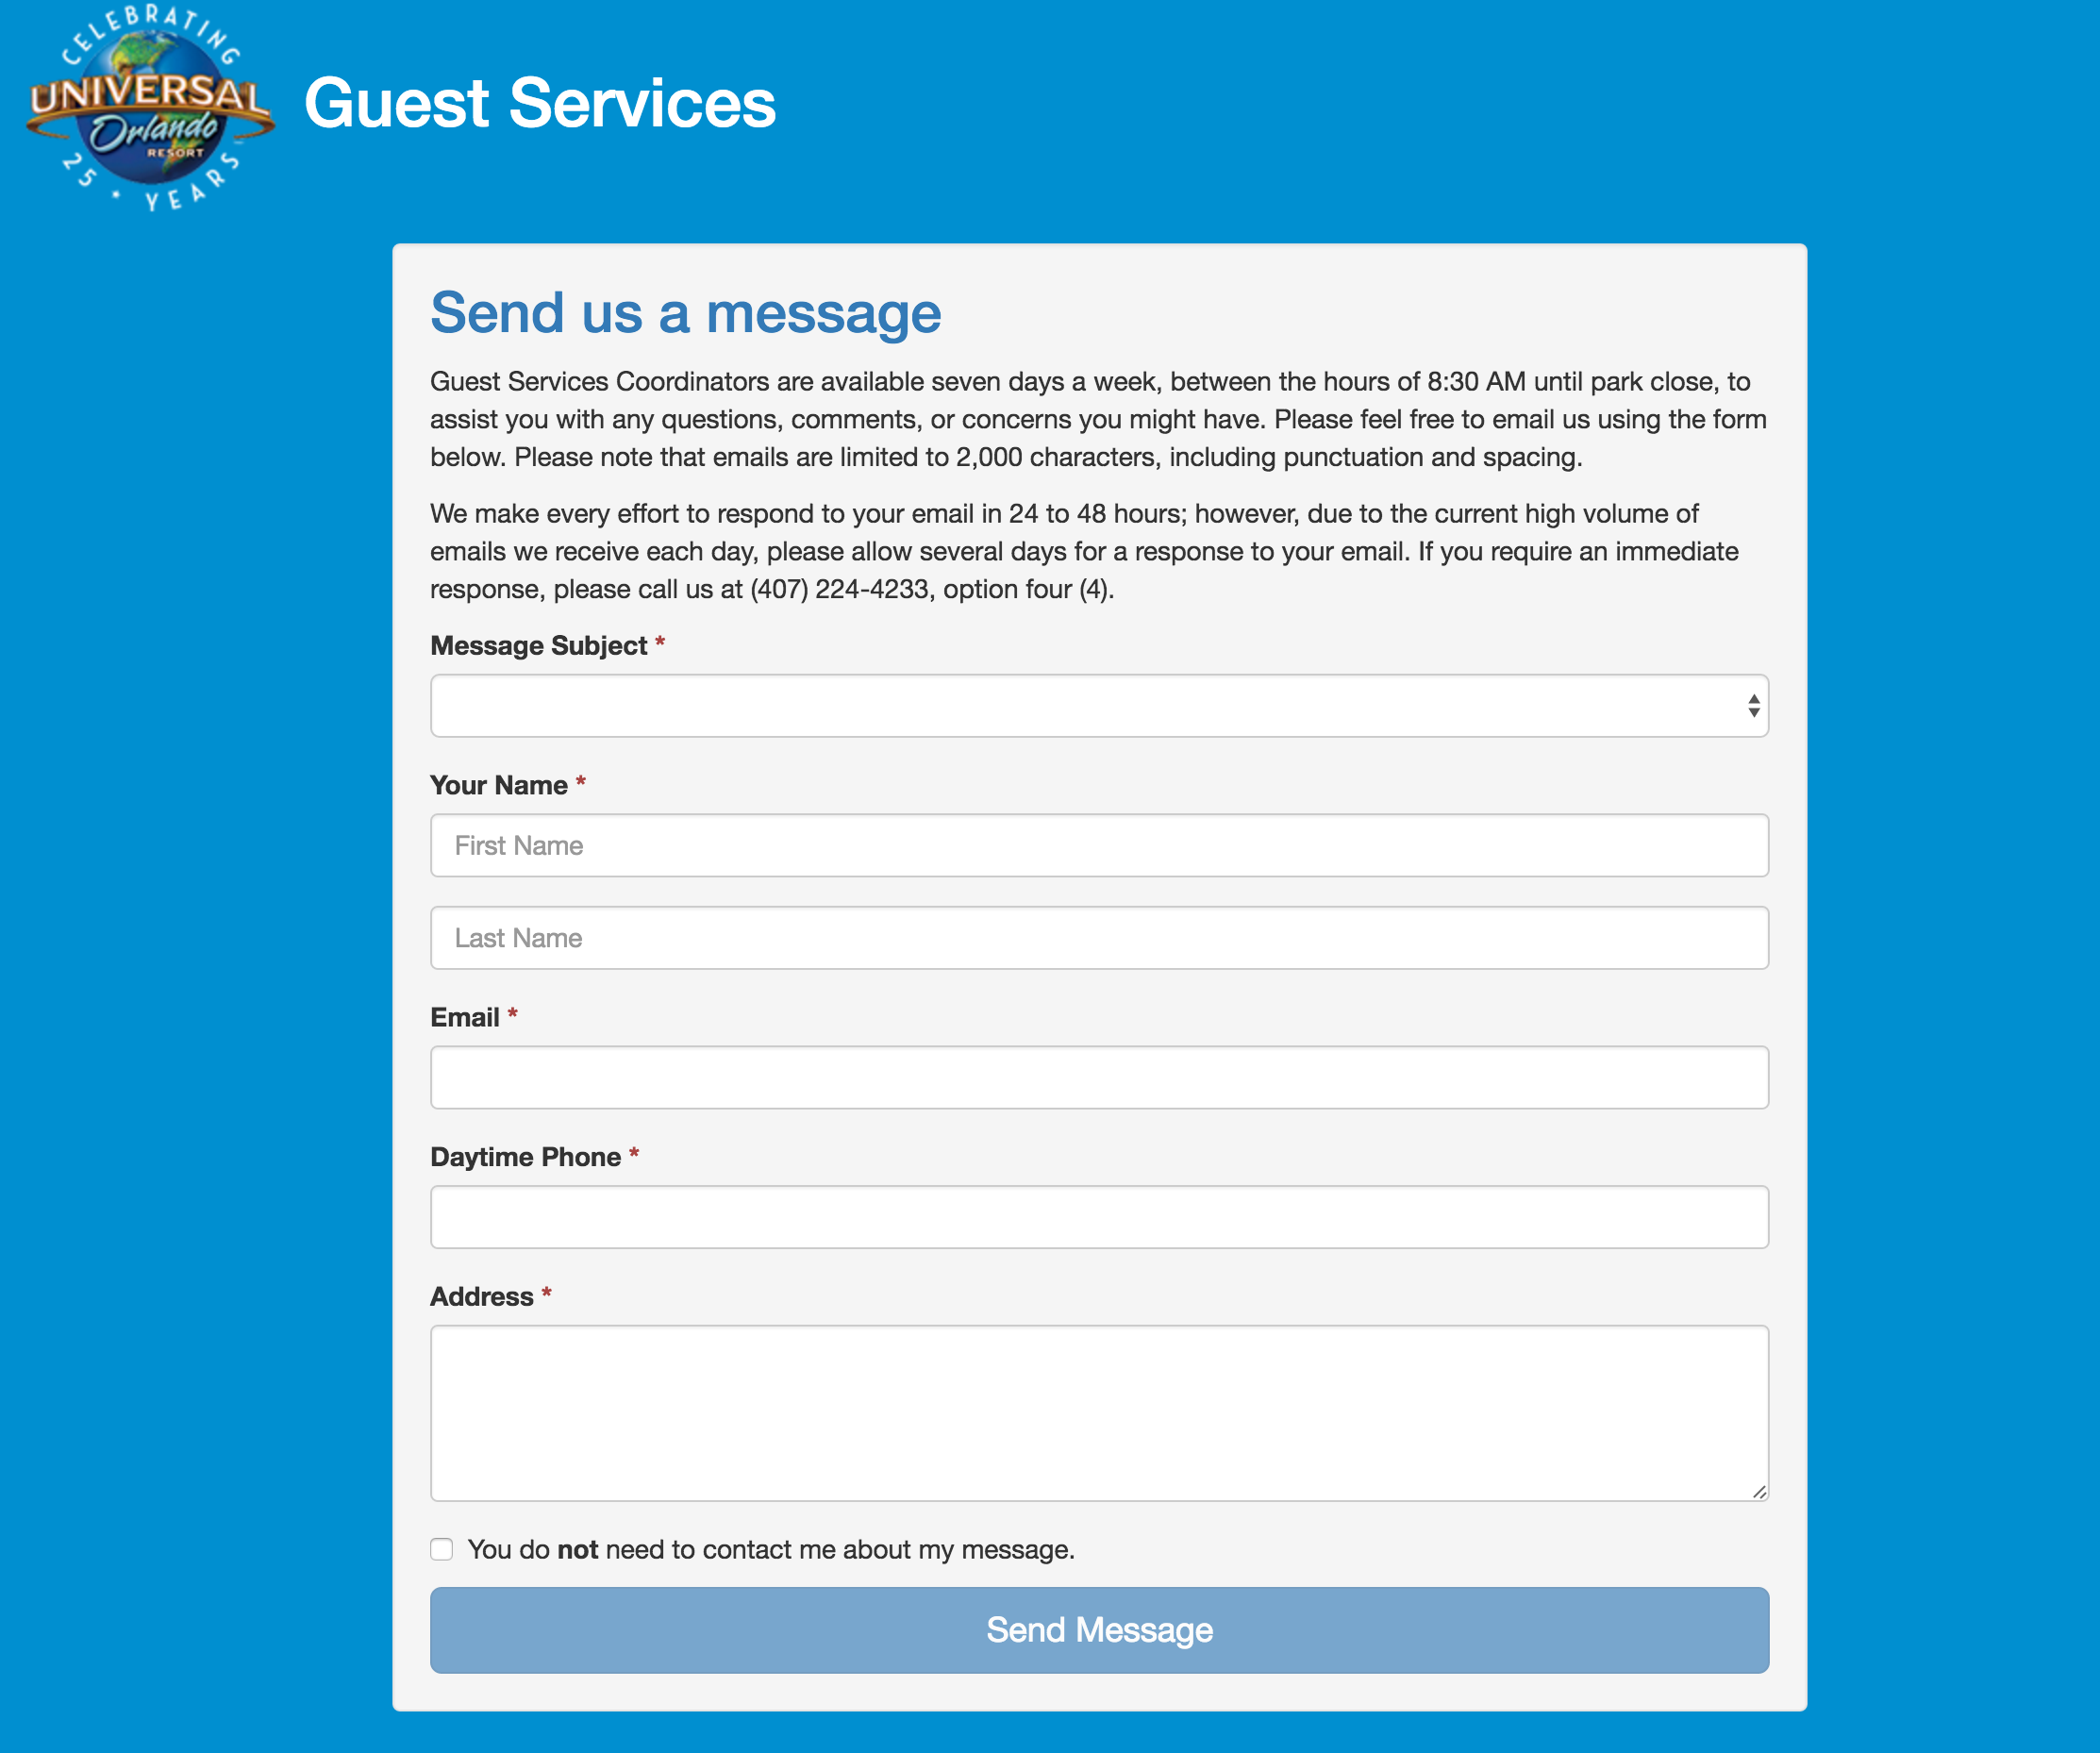 CELEBRATING
UNIVERSAL
Orlando
RESORT
25 * YEARS
Guest Services
Send us a message
Guest Services Coordinators are available seven days a week, between the hours of 8:30 AM until park close, to
assist you with any questions, comments, or concerns you might have. Please feel free to email us using the form
below. Please note that emails are limited to 2,000 characters, including punctuation and spacing.
We make every effort to respond to your email in 24 to 48 hours; however, due to the current high volume of
emails we receive each day, please allow several days for a response to your email. If you require an immediate
response, please call us at (407) 224-4233, option four (4).
Message Subject *
Your Name *
First Name
Last Name
Email *
Daytime Phone *
Address *
You do not need to contact me about my message.
Send Message